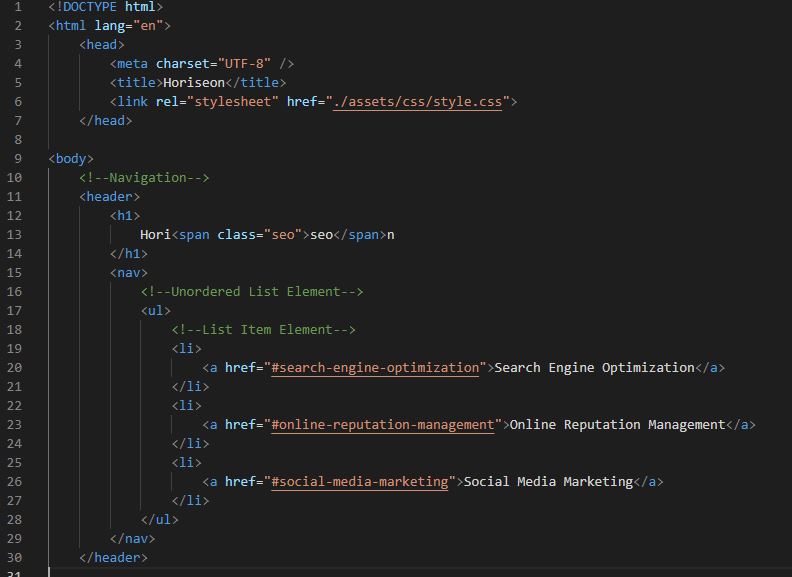 1 <!DOCTYPE html>
2 <html lang="en">
3     <head>
4         <meta charset="UTF-8" />
5         <title>Horiseon</title>
6         <link rel="stylesheet" href="./assets/css/style.css">
7     </head>
8
9 <body>
10     <!--Navigation-->
11     <header>
12         <h1>
13             Hori<span class="seo">seo</span>n
14         </h1>
15         <nav>
16             <!--Unordered List Element-->
17             <ul>
18                 <!--List Item Element-->
19                 <li>
20                     <a href="#search-engine-optimization">Search Engine Optimization</a>
21                 </li>
22                 <li>
23                     <a href="#online-reputation-management">Online Reputation Management</a>
24                 </li>
25                 <li>
26                     <a href="#social-media-marketing">Social Media Marketing</a>
27                 </li>
28             </ul>
29         </nav>
30     </header>
31